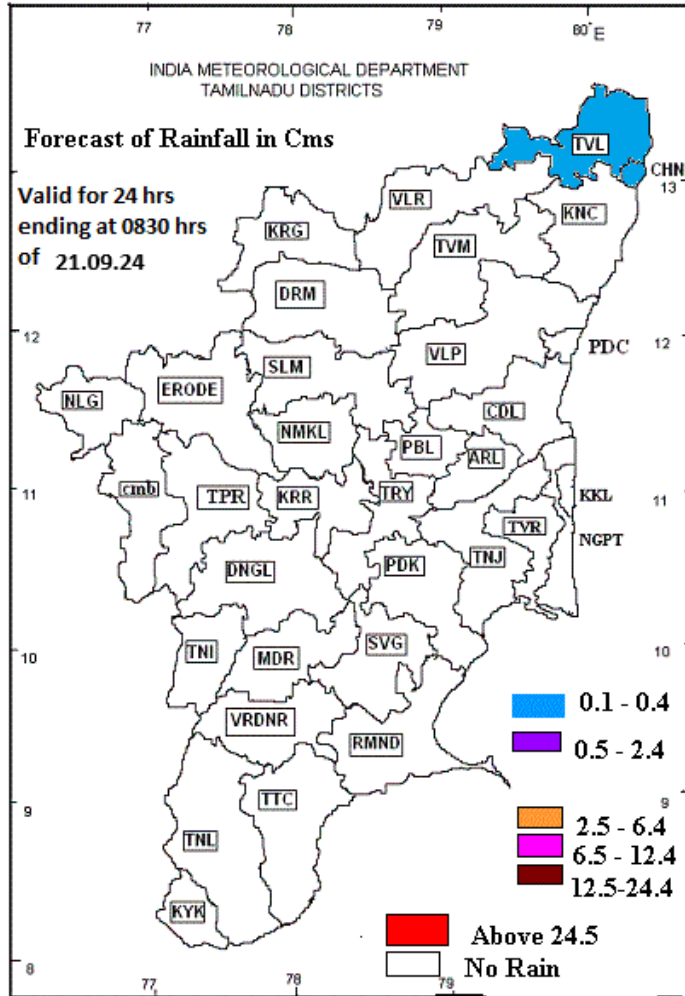 77 78 79 80 E
INDIA METEOROLOGICAL DEPARTMENT
TAMILNADU DISTRICTS
Forecast of Rainfall in Cms
TVL
CHN
13
Valid for 24 hrs
ending at 0830 hrs
of 21.09.24
VLR
KNC
KRG
TVM
DRM
12
12
PDC
VLP
SLM
ERODE
NLG
CDL
NMKL
PBL
ARL
cmb
TPR
KRR
TRY
11
KKL
11
TVR
NGPT
DNGL
PDK
TNJ
10
TNI
MDR
SVG
10
0.1 - 0.4
VRDNR
RMND
0.5 - 2.4
9
TTC
9
2.5 - 6.4
TNL
6.5 - 12.4
12.5-24.4
KYK
Above 24.5
No Rain
8
77 78 79